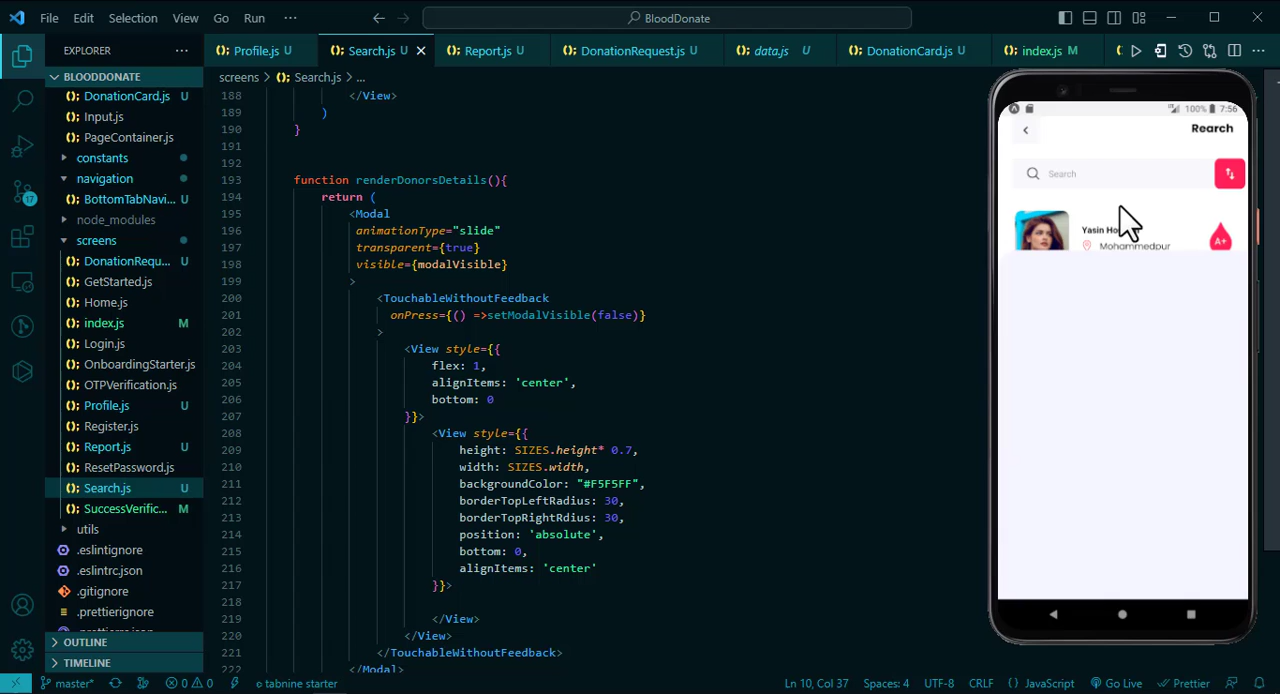 File Edit Selection View Go Run ··· BloodDonate
EXPLORER ··· Profile.js U Search.js U Report.js U DonationRequest.js U data.js U DonationCard.js U index.js M
BLOODDONATE
DonationCard.js U
Input.js
PageContainer.js
constants
navigation
BottomTabNavi... U
node_modules
screens
DonationRequ... U
GetStarted.js
Home.js
index.js M
Login.js
OnboardingStarter.js
OTPVerification.js
Profile.js U
Register.js
Report.js U
ResetPassword.js
Search.js U
SuccessVerific... M
utils
.eslintignore
.eslintrc.json
.gitignore
.prettierignore
OUTLINE
TIMELINE
17
screens > Search.js > ...
188 </View>
189 )
190 }
191
192
193 function renderDonorsDetails(){
194 return (
195 <Modal
196 animationType="slide"
197 transparent={true}
198 visible={modalVisible}
199 >
200 <TouchableWithoutFeedback
201 onPress={() =>setModalVisible(false)}
202 >
203 <View style={{
204 flex: 1,
205 alignItems: 'center',
206 bottom: 0
207 }}>
208 <View style={{
209 height: SIZES.height* 0.7,
210 width: SIZES.width,
211 backgroundColor: "#F5F5FF",
212 borderTopLeftRadius: 30,
213 borderTopRightRdius: 30,
214 position: 'absolute',
215 bottom: 0,
216 alignItems: 'center'
217 }}>
218
219 </View>
220 </View>
221 </TouchableWithoutFeedback>
222 </Modal>
100% 7:56
Rearch
Search
Yasin
Mohammedpur
A+
master* 0 0 tabnine starter Ln 10, Col 37 Spaces: 4 UTF-8 CRLF JavaScript Go Live Prettier